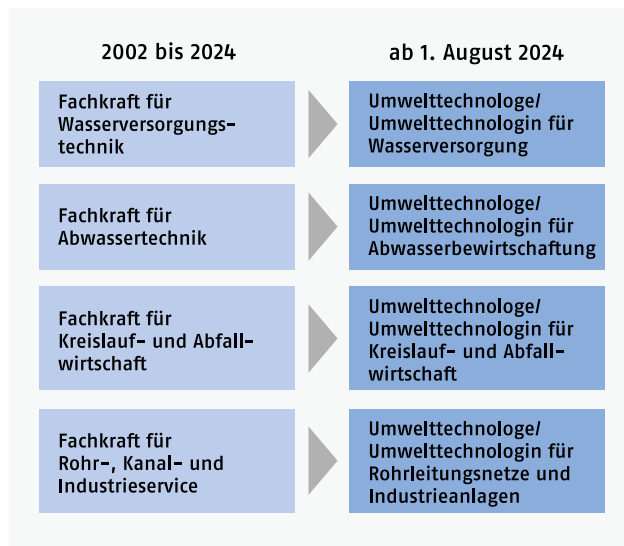 2002 bis 2024
ab 1. August 2024
Fachkraft für
Wasserversorgungs-
technik
Umwelttechnologe/
Umwelttechnologin für
Wasserversorgung
Fachkraft für
Abwassertechnik
Umwelttechnologe/
Umwelttechnologin für
Abwasserbewirtschaftung
Fachkraft für
Kreislauf- und Abfall-
wirtschaft
Umwelttechnologe/
Umwelttechnologin für
Kreislauf- und Abfall-
wirtschaft
Fachkraft für
Rohr-, Kanal- und
Industrieservice
Umwelttechnologe/
Umwelttechnologin für
Rohrleitungsnetze und
Industrieanlagen